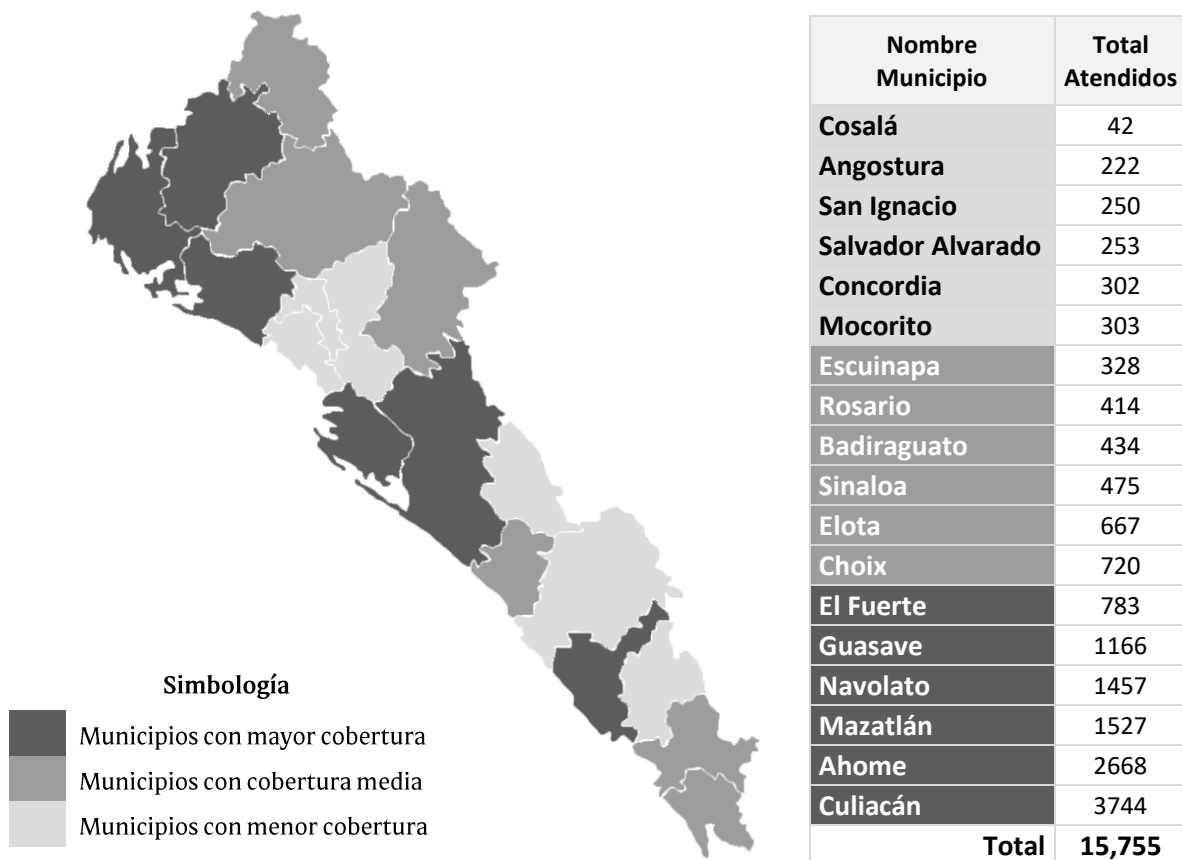 Simbología
Municipios con mayor cobertura
Municipios con cobertura media
Municipios con menor cobertura
Nombre Total
Municipio Atendidos
Cosalá 42
Angostura 222
San Ignacio 250
Salvador Alvarado 253
Concordia 302
Mocorito 303
Escuinapa 328
Rosario 414
Badiraguato 434
Sinaloa 475
Elota 667
Choix 720
El Fuerte 783
Guasave 1166
Navolato 1457
Mazatlán 1527
Ahome 2668
Culiacán 3744
Total 15,755